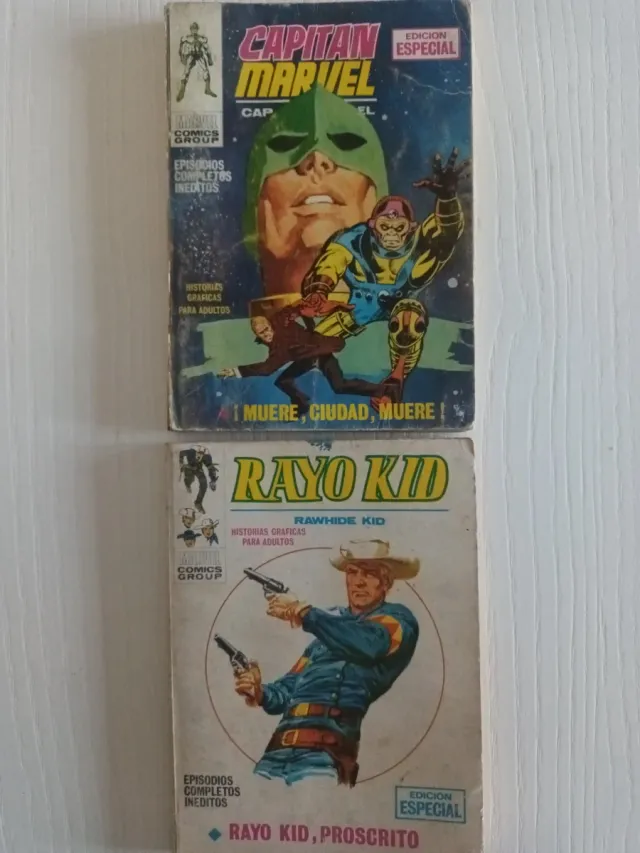 CAPITAN
MARVEL
EDICION
ESPECIAL
MARVEL
COMICS
GROUP
EPISODIOS
COMPLETOS
INEDITOS
HISTORIAS
GRAFICAS
PARA ADULTOS
¡MUERE, CIUDAD, MUERE!
RAYO KID
RAWHIDE KID
HISTORIAS GRAFICAS
PARA ADULTOS
MARVEL
COMICS
GROUP
EPISODIOS
COMPLETOS
INEDITOS
EDICION
ESPECIAL
RAYO KID, PROSCRITO